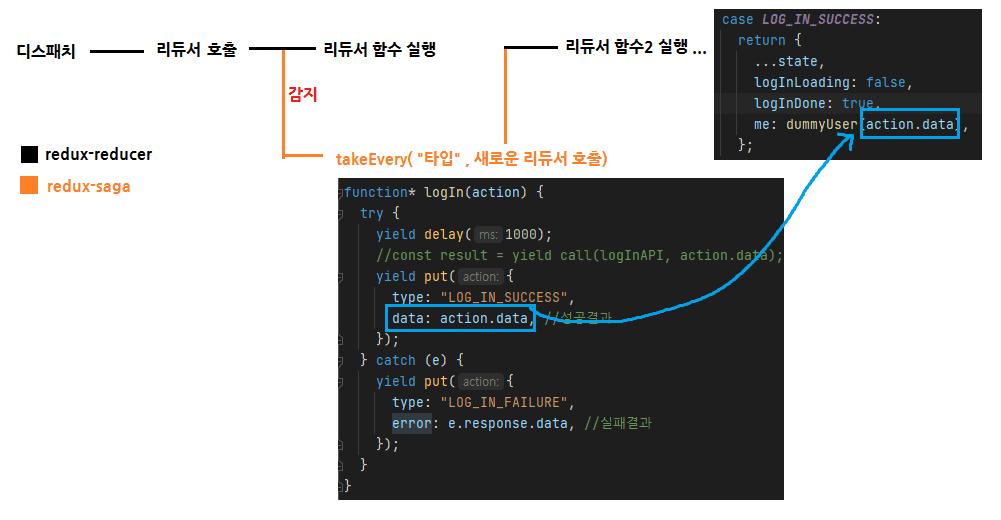 디스패치
리듀서 호출
리듀서 함수 실행
리듀서 함수2 실행 ...
감지
redux-reducer
redux-saga
takeEvery( "타입" , 새로운 리듀서 호출)
case LOG_IN_SUCCESS:
return {
...state,
logInLoading: false,
logInDone: true,
me: dummyUser(action.data),
};
function* logIn(action) {
try {
yield delay( ms: 1000);
//const result = yield call(logInAPI, action.data);
yield put( action: {
type: "LOG_IN_SUCCESS",
data: action.data, //성공결과
});
} catch (e) {
yield put( action: {
type: "LOG_IN_FAILURE",
error: e.response.data, //실패결과
});
}
}